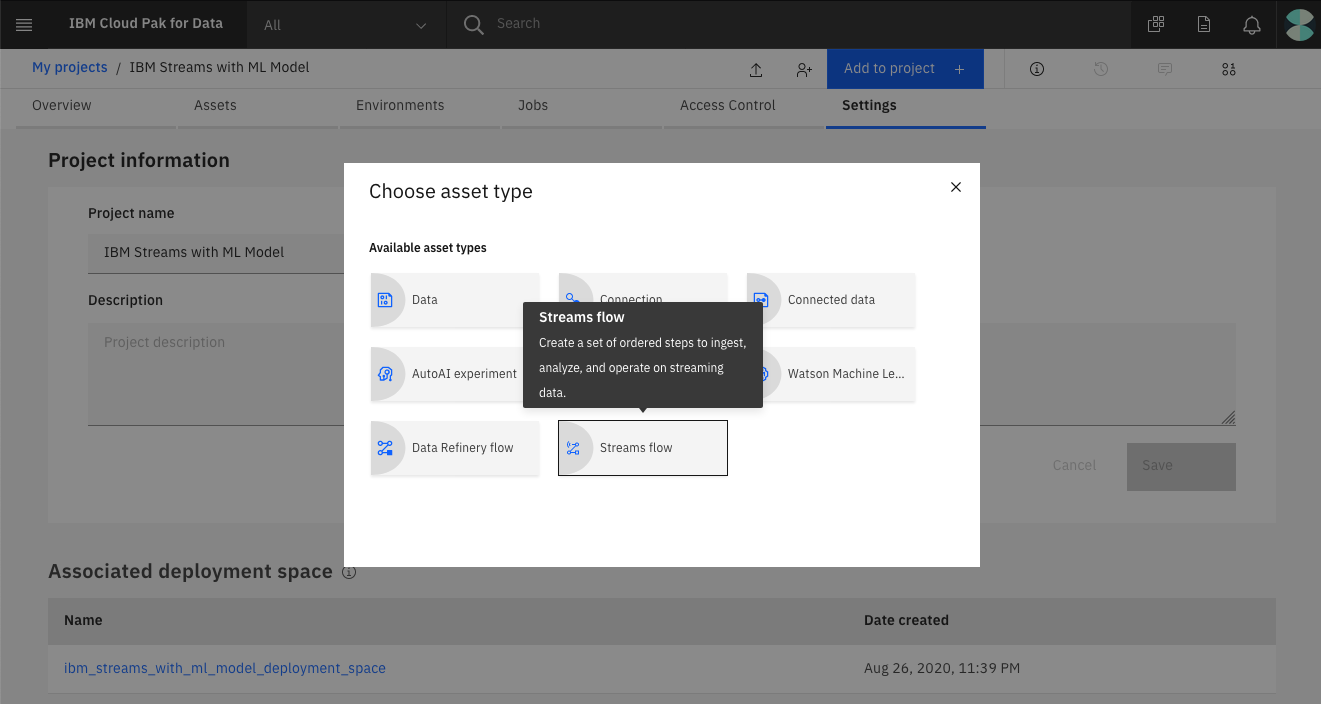 IBM Cloud Pak for Data
All
Search
My projects / IBM Streams with ML Model
Add to project +
Overview
Assets
Environments
Jobs
Access Control
Settings
Project information
Project name
IBM Streams with ML Model
Description
Project description
Cancel
Save
Choose asset type
Available asset types
Data
Connection
Connected data
Streams flow
Create a set of ordered steps to ingest,
analyze, and operate on streaming
data.
AutoAI experiment
Watson Machine Le...
Data Refinery flow
Streams flow
Associated deployment space
Name
Date created
ibm_streams_with_ml_model_deployment_space
Aug 26, 2020, 11:39 PM